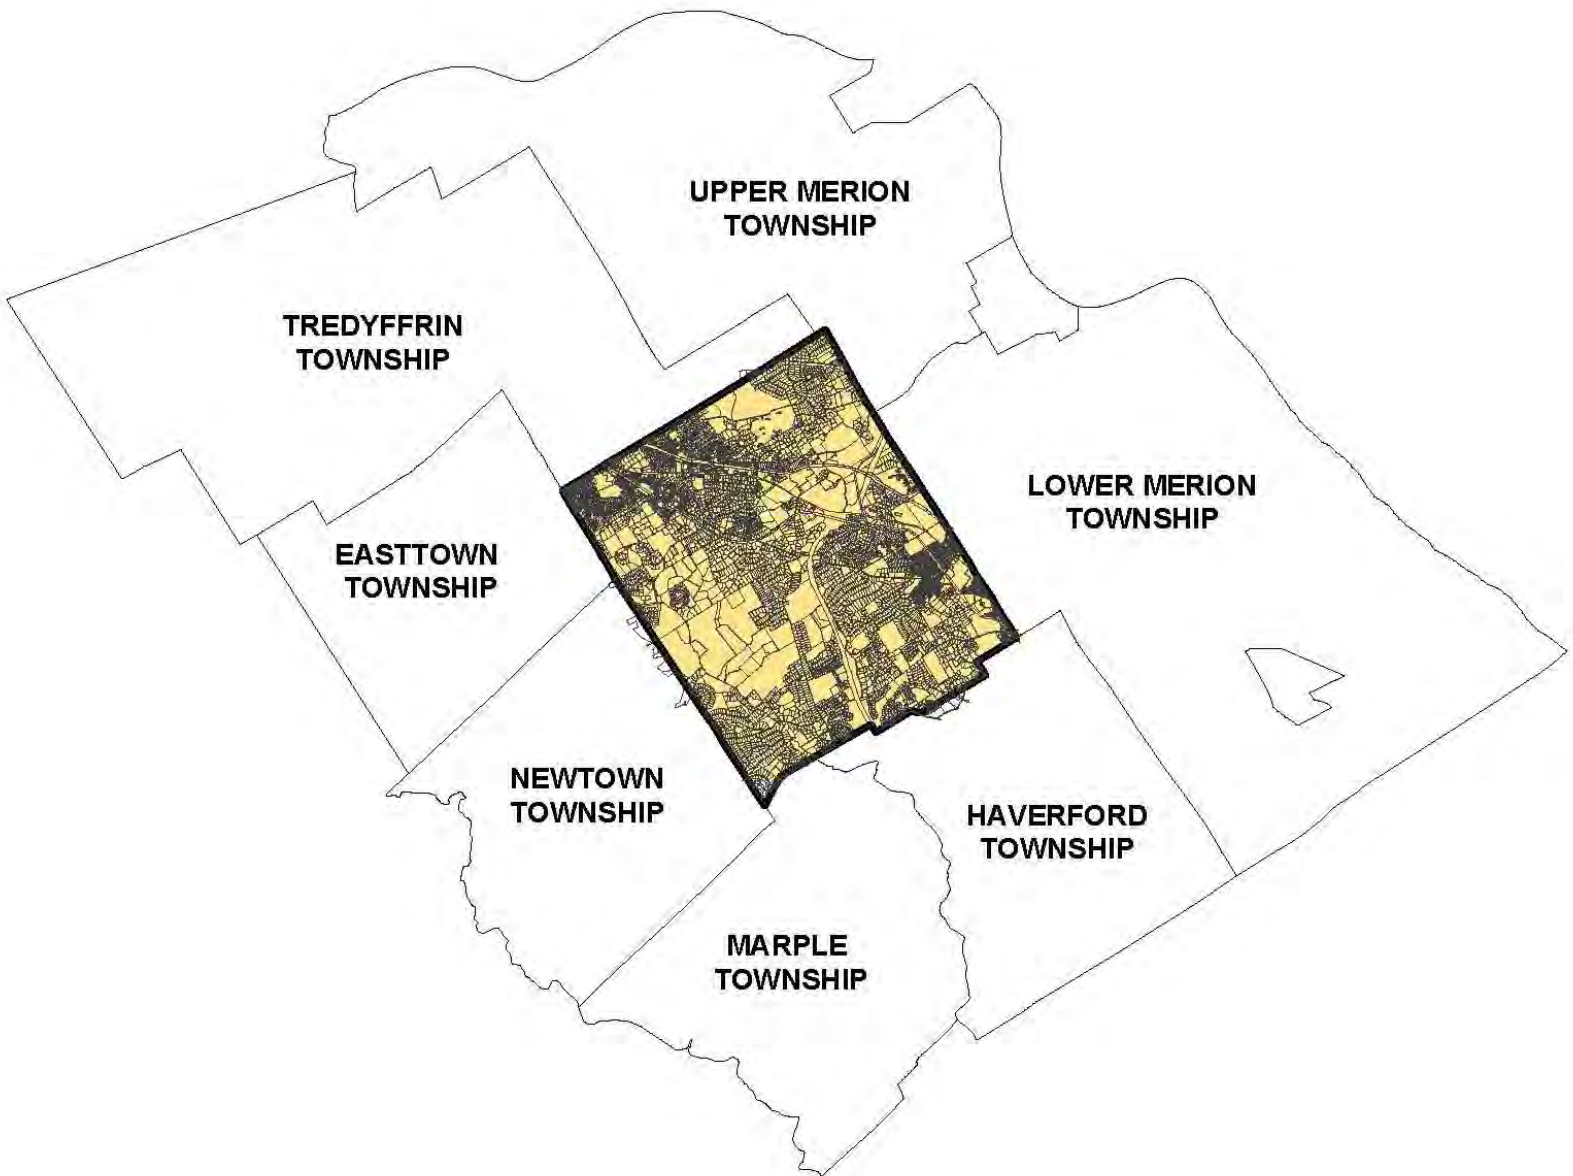 UPPER MERION
TOWNSHIP
TREDYFFRIN
TOWNSHIP
LOWER MERION
TOWNSHIP
EASTTOWN
TOWNSHIP
NEWTOWN
TOWNSHIP
HAVERFORD
TOWNSHIP
MARPLE
TOWNSHIP